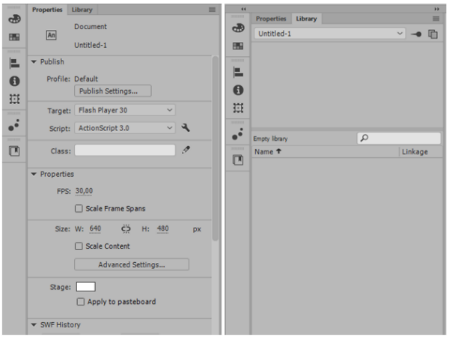 Properties Library
An
Document
Untitled-1
Publish
Profile: Default
Publish Settings...
Target: Flash Player 30
Script: ActionScript 3.0
Class:
Properties
FPS: 30,00
Scale Frame Spans
Size: W: 640 H: 480 px
Scale Content
Advanced Settings...
Stage:
Apply to pasteboard
SWF History
Properties Library
Untitled-1
Empty library
Name Linkage